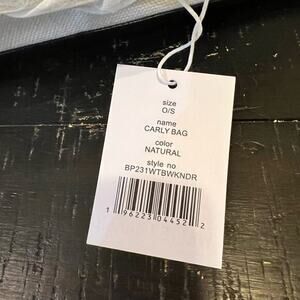 size
O/S
name
CARLY BAG
color
NATURAL
style no
BP231WTBWKNDR
1 96223 04452 2